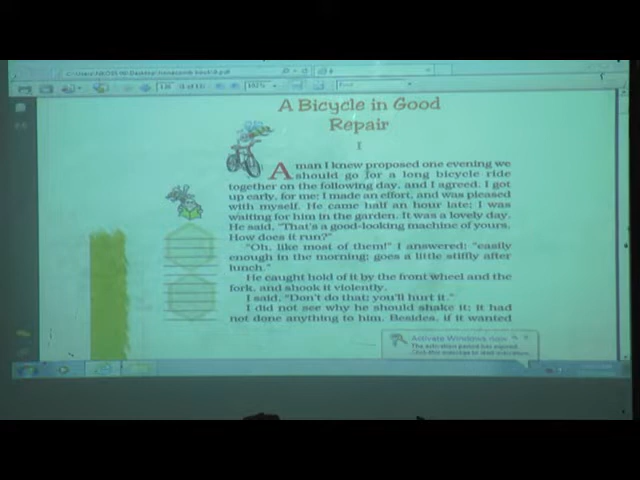 A Bicycle in Good
Repair
I
A man I knew proposed one evening we
should go for a long bicycle ride
together on the following day, and I agreed. I got
up early, for me; I made an effort, and was pleased
with myself. He came half an hour late; I was
waiting for him in the garden. It was a lovely day.
He said, "That's a good-looking machine of yours.
How does it run?"
"Oh, like most of them!" I answered; "easily
enough in the morning; goes a little stiffly after
lunch."
He caught hold of it by the front wheel and the
fork, and shook it violently.
I said, "Don't do that; you'll hurt it."
I did not see why he should shake it; it had
not done anything to him. Besides, if it wanted
Activate Windows now
The activation period has expired.